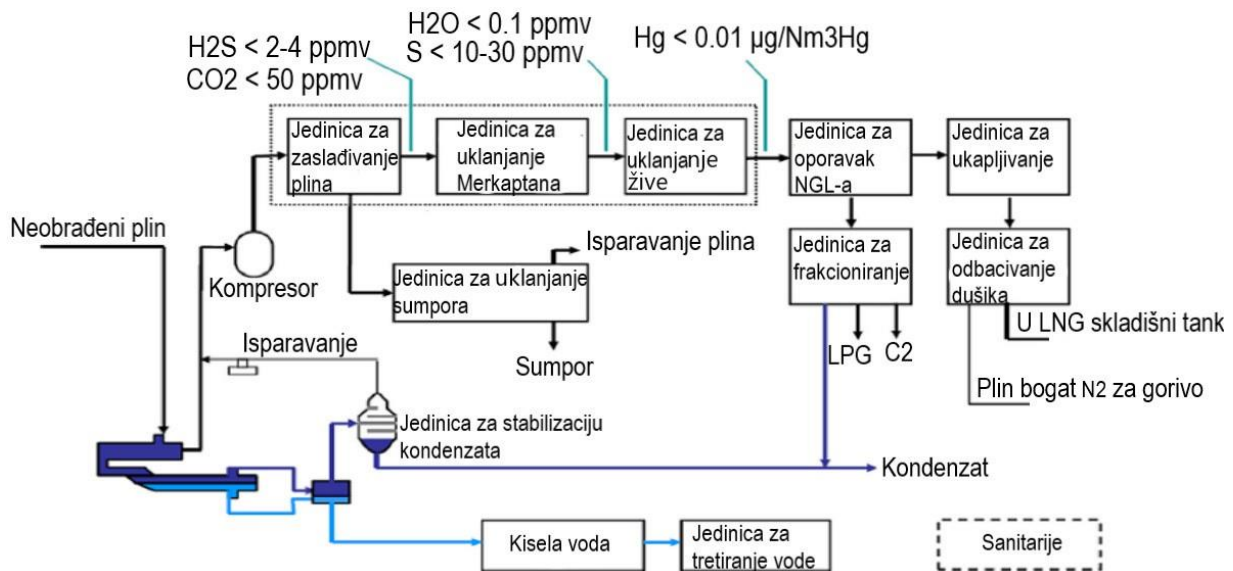 H2S < 2-4 ppmv
CO2 < 50 ppmv
H2O < 0.1 ppmv
S < 10-30 ppmv
Hg < 0.01 µg/Nm3Hg
Jedinica za
zaslađivanje
plina
Jedinica za
uklanjanje
Merkaptana
Jedinica za
uklanjanje
žive
Jedinica za
oporavak
NGL-a
Jedinica za
ukapljivanje
Neobrađeni plin
Kompresor
Isparavanje plina
Jedinica za uklanjanje
sumpora
Sumpor
Jedinica za
frakcioniranje
Jedinica za
odbacivanje
dušika
LPG
C2
U LNG skladišni tank
Plin bogat N2 za gorivo
Isparavanje
Jedinica za stabilizaciju
kondenzata
Kondenzat
Kisela voda
Jedinica za
tretiranje vode
Sanitarije